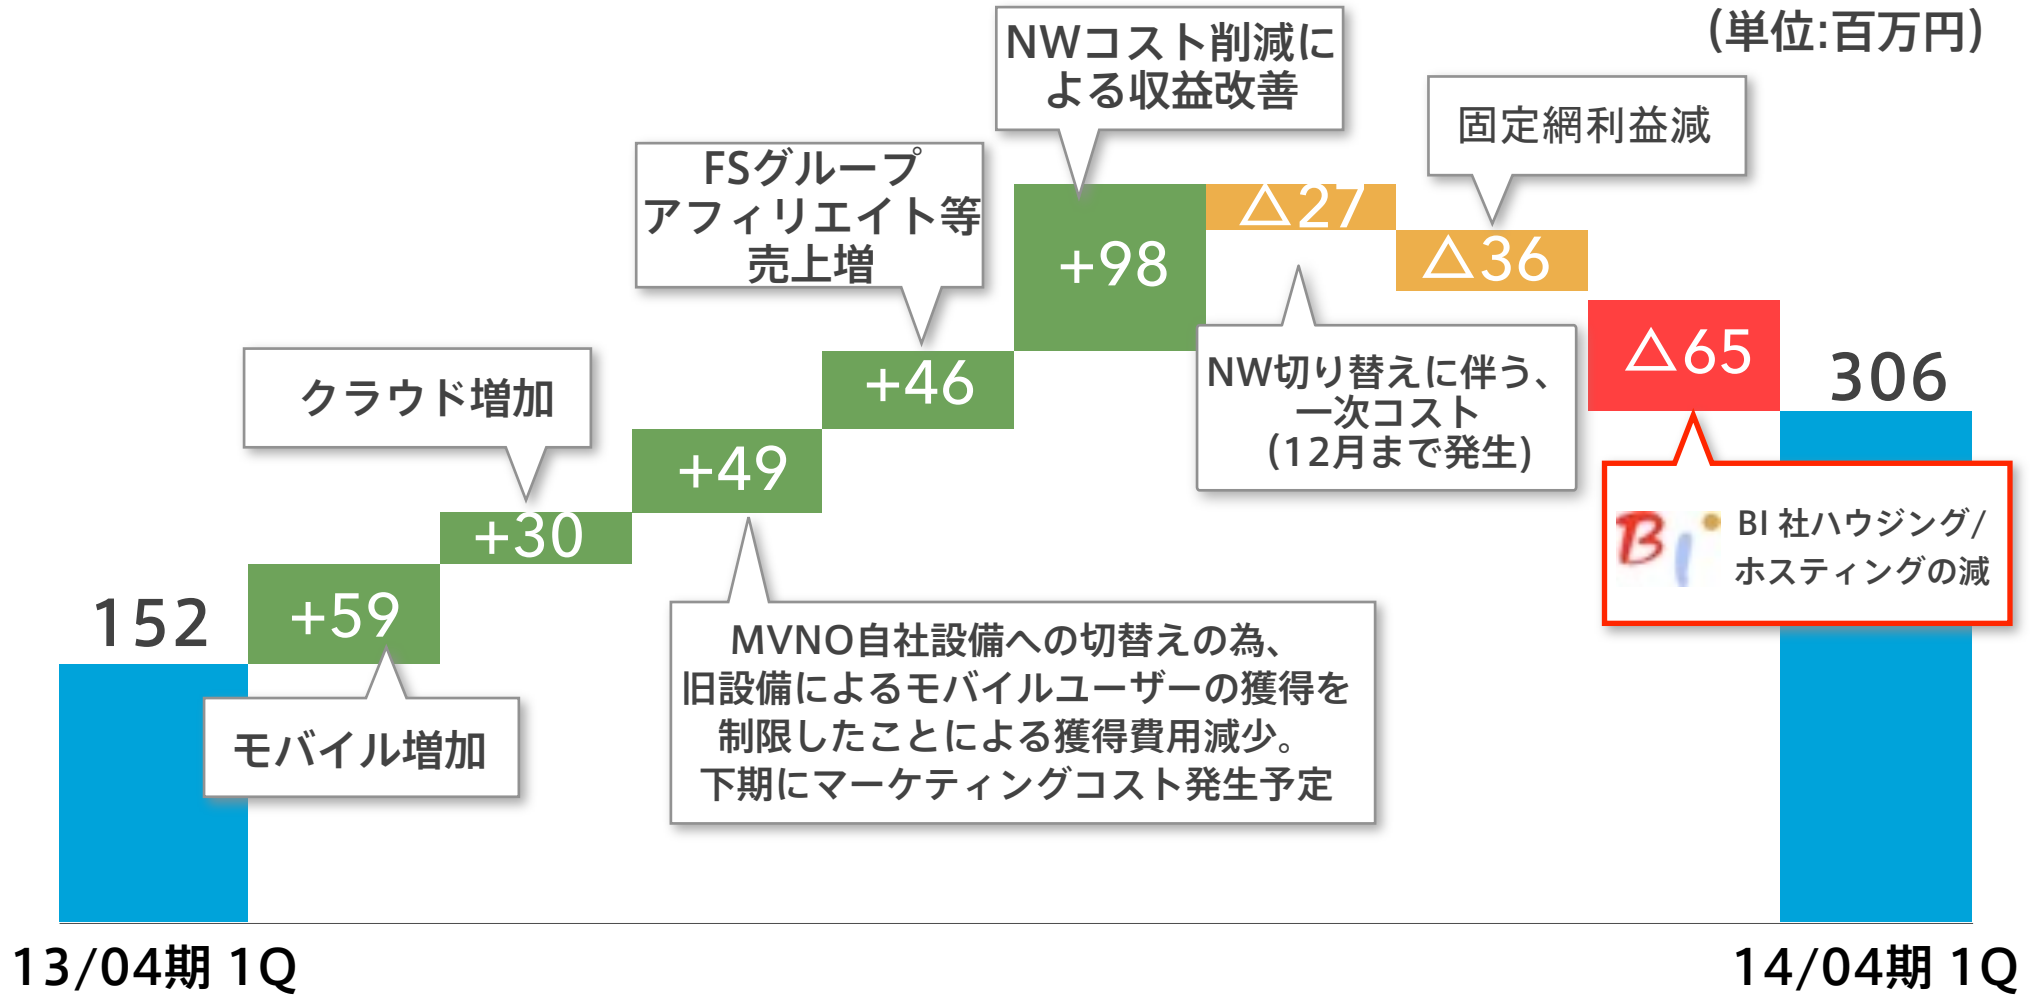 (単位:百万円)
NWコスト削減に
よる収益改善
固定網利益減
FSグループ
アフィリエイト等
売上増
△27
△36
+98
△65
306
NW切り替えに伴う、
一次コスト
(12月まで発生)
+46
クラウド増加
+49
+30
BI
BI 社ハウジング/
ホスティングの減
152
+59
モバイル増加
MVNO自社設備への切替えの為、
旧設備によるモバイルユーザーの獲得を
制限したことによる獲得費用減少。
下期にマーケティングコスト発生予定
13/04期 1Q
14/04期 1Q